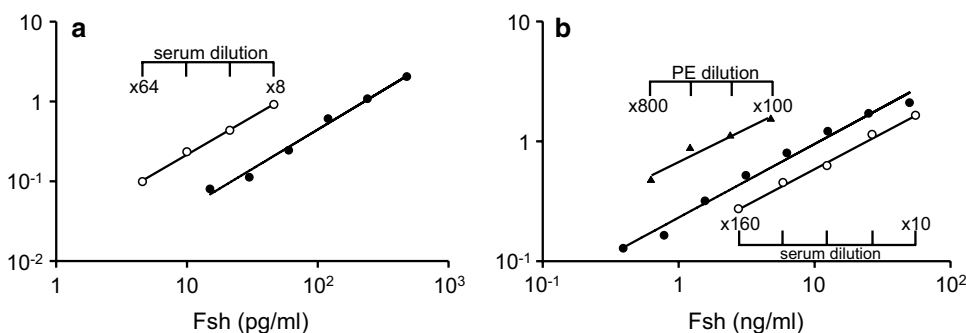 a
10
1
10-1
10-2
serum dilution
x64 x8
1 10 10² 10³
Fsh (pg/ml)
b
10
1
10-1
PE dilution
x800 x100
x160 x10
serum dilution
10-1 1 10 10²
Fsh (ng/ml)